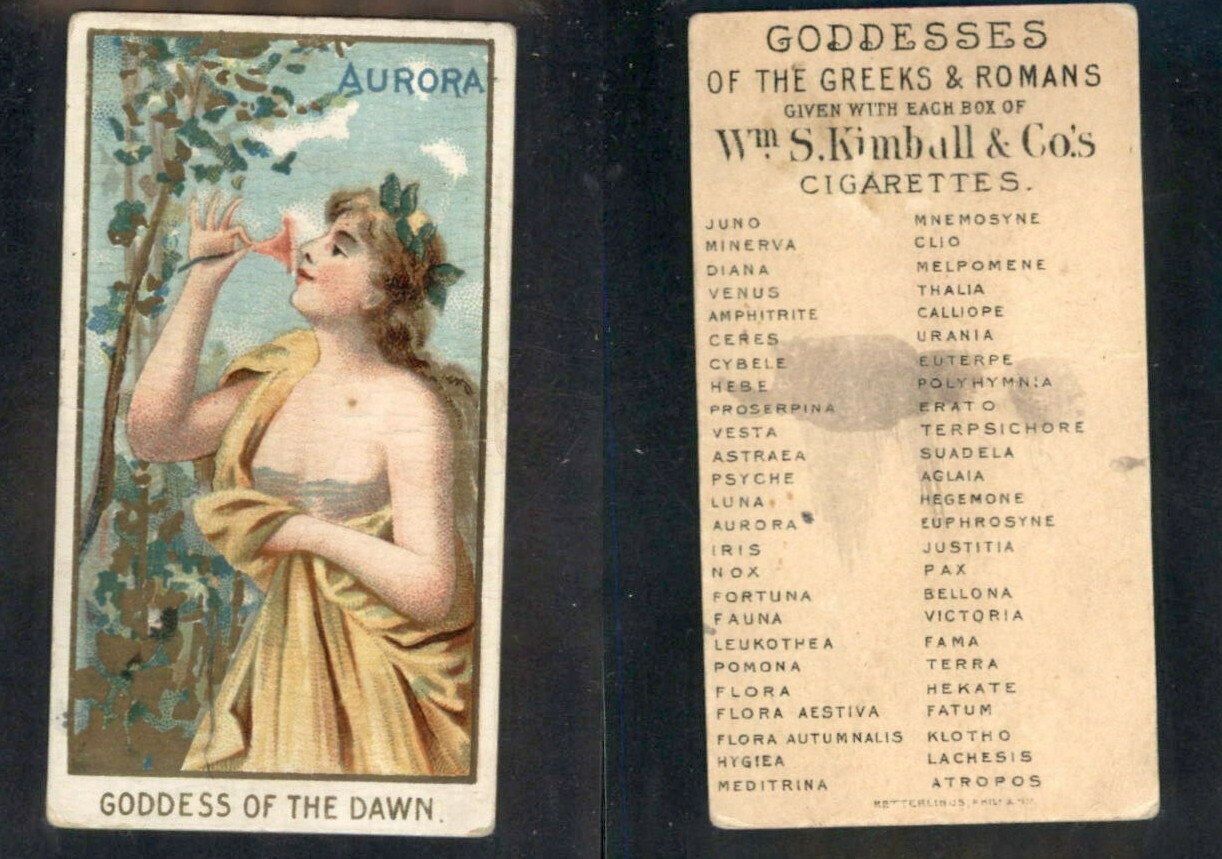 AURORA
GODDESS OF THE DAWN.
GODDESSES
OF THE GREEKS & ROMANS
GIVEN WITH EACH BOX OF
Wm. S. Kimball & Co.'s
CIGARETTES.
JUNO
MINERVA
DIANA
VENUS
AMPHITRITE
CERES
CYBELE
HEBE
PROSERPINA
VESTA
ASTRAEA
PSYCHE
LUNA
AURORA
IRIS
NOX
FORTUNA
FAUNA
LEUKOTHEA
POMONA
FLORA
FLORA AESTIVA
FLORA AUTUMNALIS
HYGIEA
MEDITRINA
MNEMOSYNE
CLIO
MELPOMENE
THALIA
CALLIOPE
URANIA
EUTERPE
POLYHYMNIA
ERATO
TERPSICHORE
SUADELA
AGLAIA
HEGEMONE
EUPHROSYNE
JUSTITIA
PAX
BELLONA
VICTORIA
FAMA
TERRA
HEKATE
FATUM
KLOTHO
LACHESIS
ATROPOS